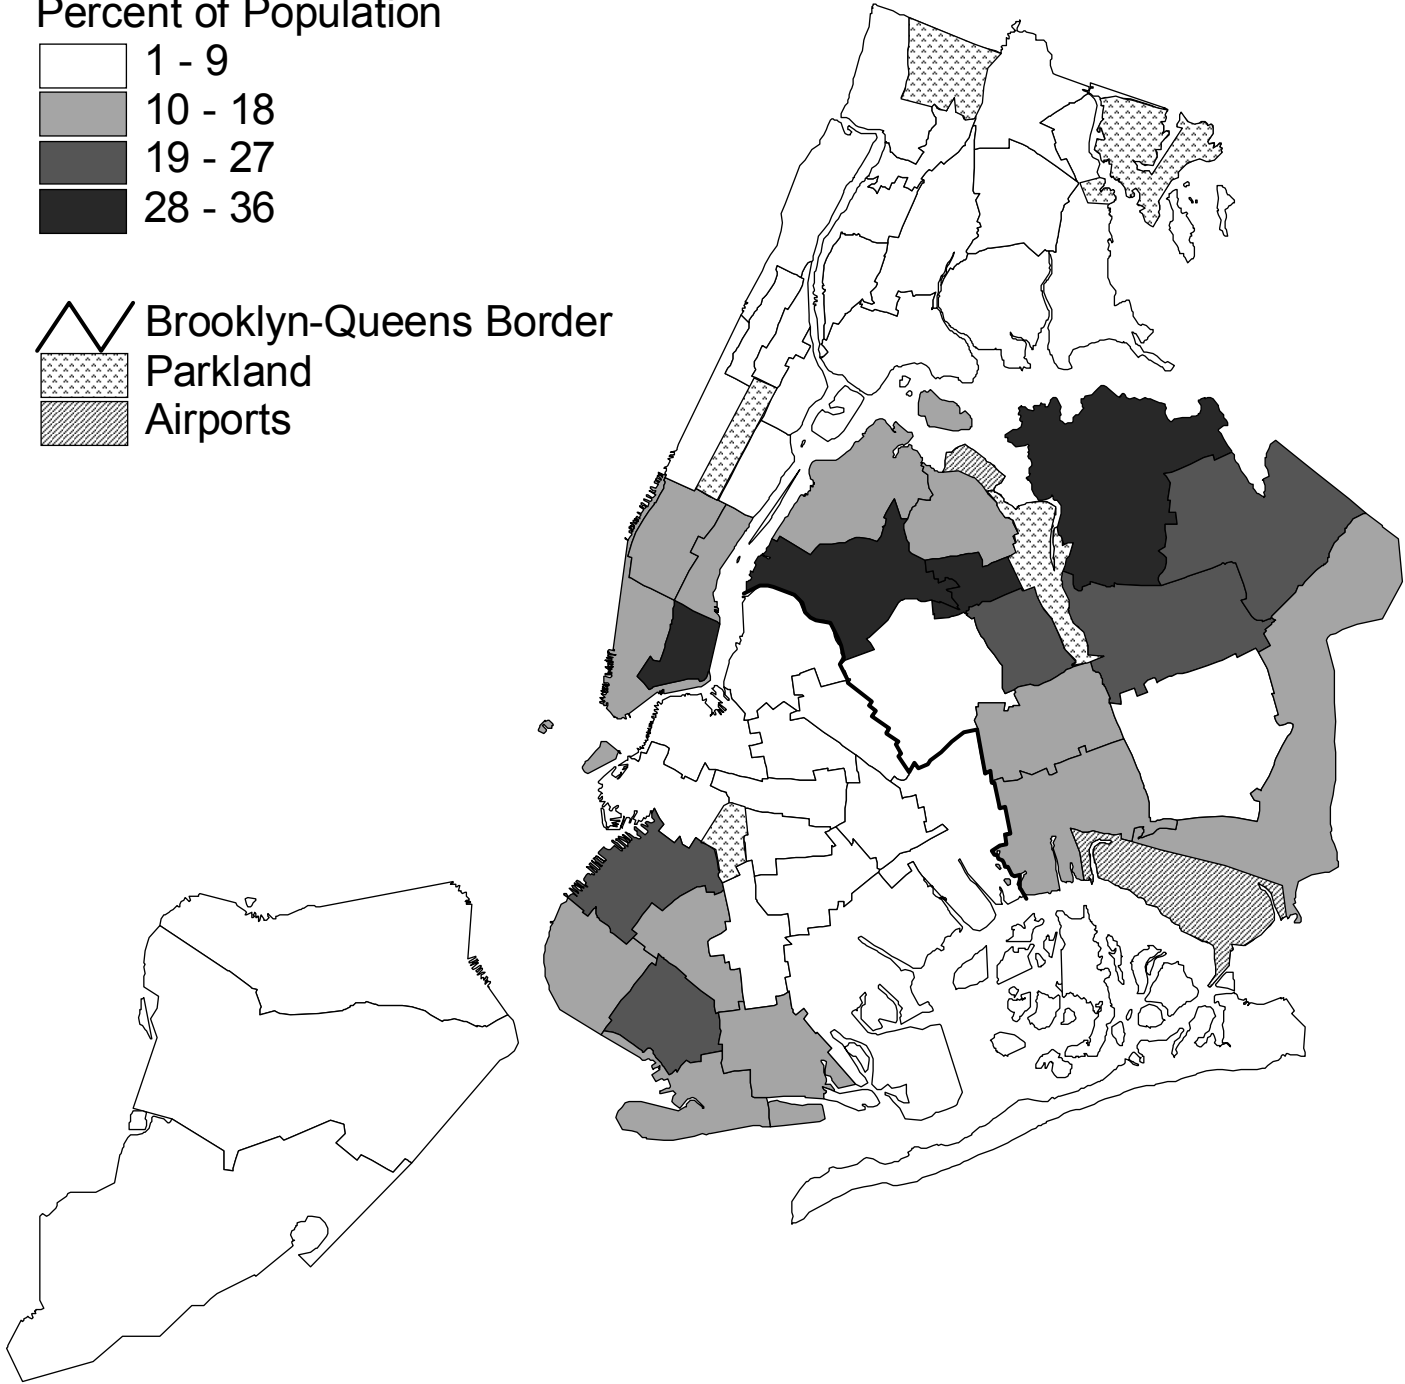 Percent of Population
1 - 9
10 - 18
19 - 27
28 - 36
Brooklyn-Queens Border
Parkland
Airports